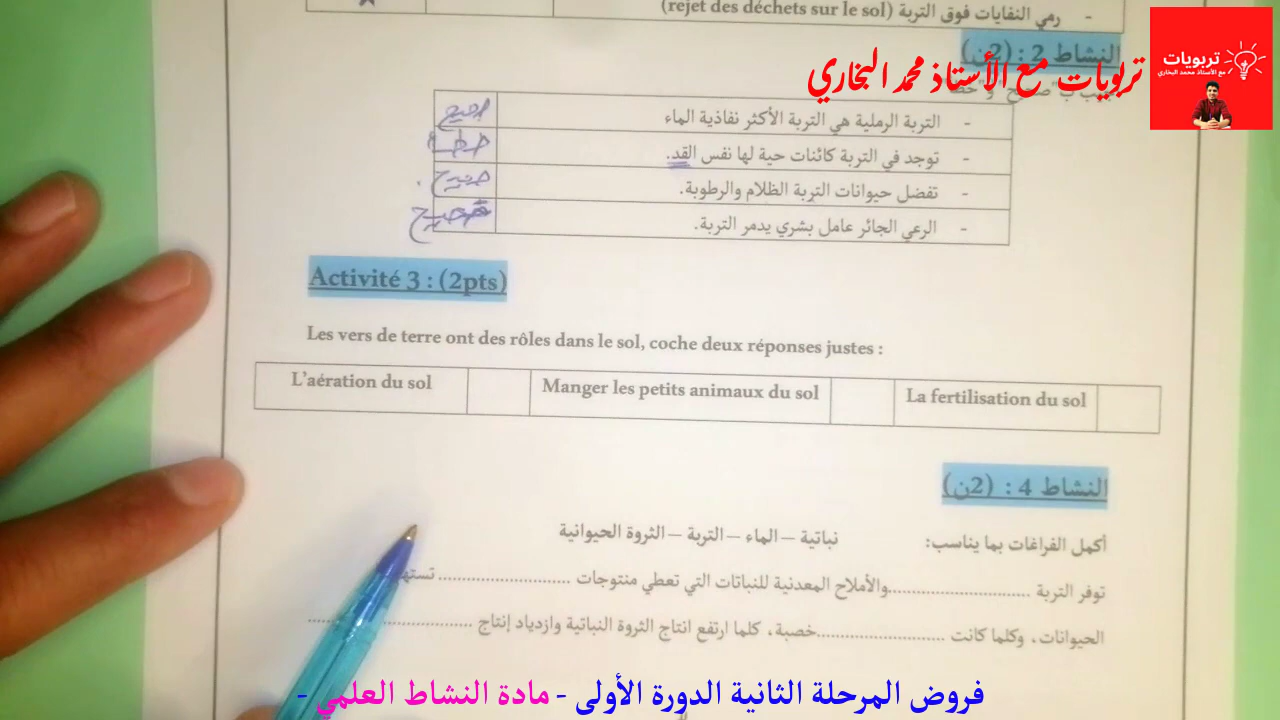 - رمي النفايات فوق التربة (rejet des déchets sur le sol)
النشاط 2 : (2ن)
تربويات
مع الأستاذ محمد البخاري
تربويات مع الأستاذ محمد البخاري
- التربة الرملية هي التربة الأكثر نفاذية الماء صحيح
- توجد في التربة كائنات حية لها نفس القد. خطأ
- تفضل حيوانات التربة الظلام والرطوبة. صحيح.
- الرعي الجائر عامل بشري يدمر التربة. صحيح
Activité 3 : (2pts)
Les vers de terre ont des rôles dans le sol, coche deux réponses justes :
L'aération du sol Manger les petits animaux du sol La fertilisation du sol
النشاط 4 : (2ن)
أكمل الفراغات بما يناسب: نباتية – الماء – التربة – الثروة الحيوانية
توفر التربة ..............................والأملاح المعدنية للنباتات التي تعطي منتوجات ............................
الحيوانات، وكلما كانت ...........................خصبة، كلما ارتفع انتاج الثروة النباتية وازدياد إنتاج ....................................
فروض المرحلة الثانية الدورة الأولى - مادة النشاط العلمي -